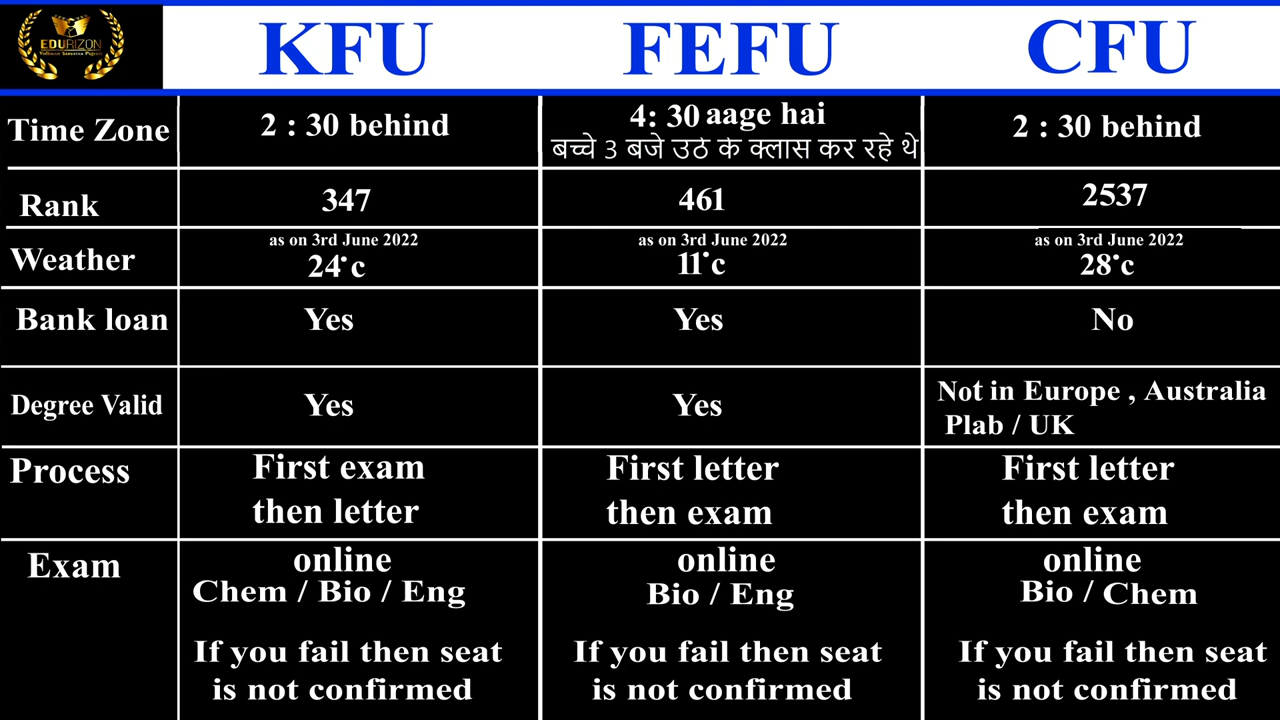 EDURIZON
KFU FEFU CFU
Time Zone 2 : 30 behind 4: 30 aage hai 2 : 30 behind
बच्चे 3 बजे उठ के क्लास कर रहे थे
Rank 347 461 2537
as on 3rd June 2022 as on 3rd June 2022 as on 3rd June 2022
Weather 24°c 11°c 28°c
Bank loan Yes Yes No
Degree Valid Yes Yes Not in Europe , Australia
Plab / UK
Process First exam First letter First letter
then letter then exam then exam
Exam online online online
Chem / Bio / Eng Bio / Eng Bio / Chem
If you fail then seat If you fail then seat If you fail then seat
is not confirmed is not confirmed is not confirmed